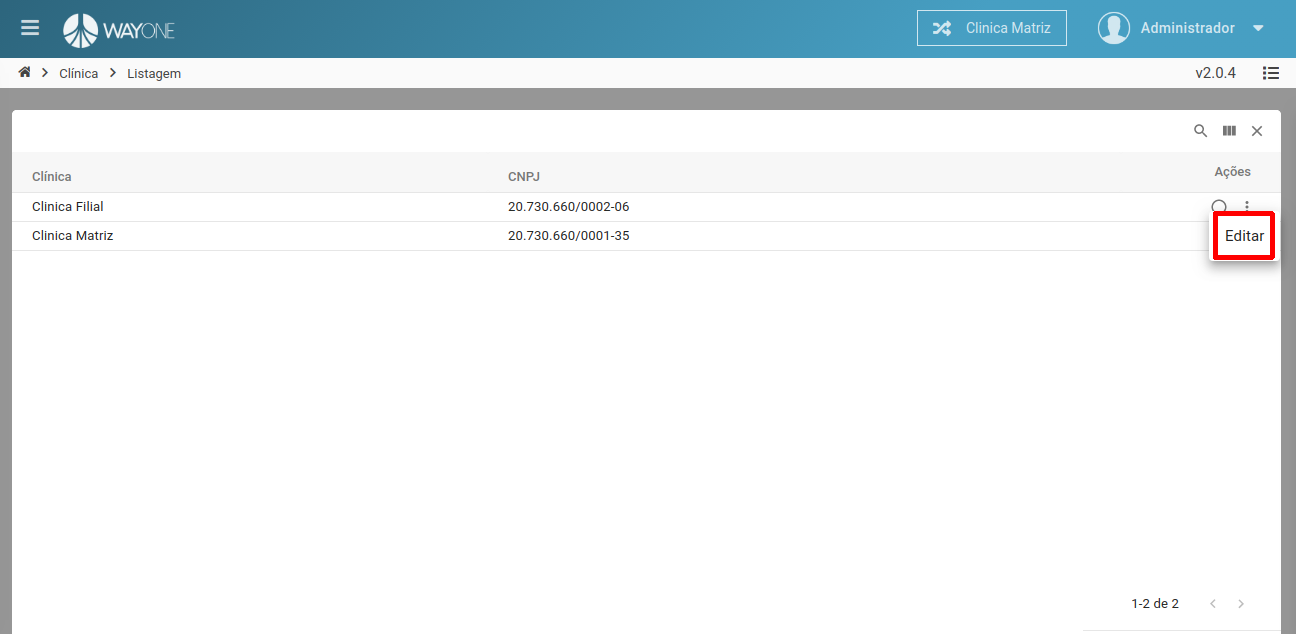 WAYONE
Clinica Matriz
Administrador
Clínica
Listagem
v2.0.4
Clínica
CNPJ
Ações
Clinica Filial
20.730.660/0002-06
Clinica Matriz
20.730.660/0001-35
Editar
1-2 de 2